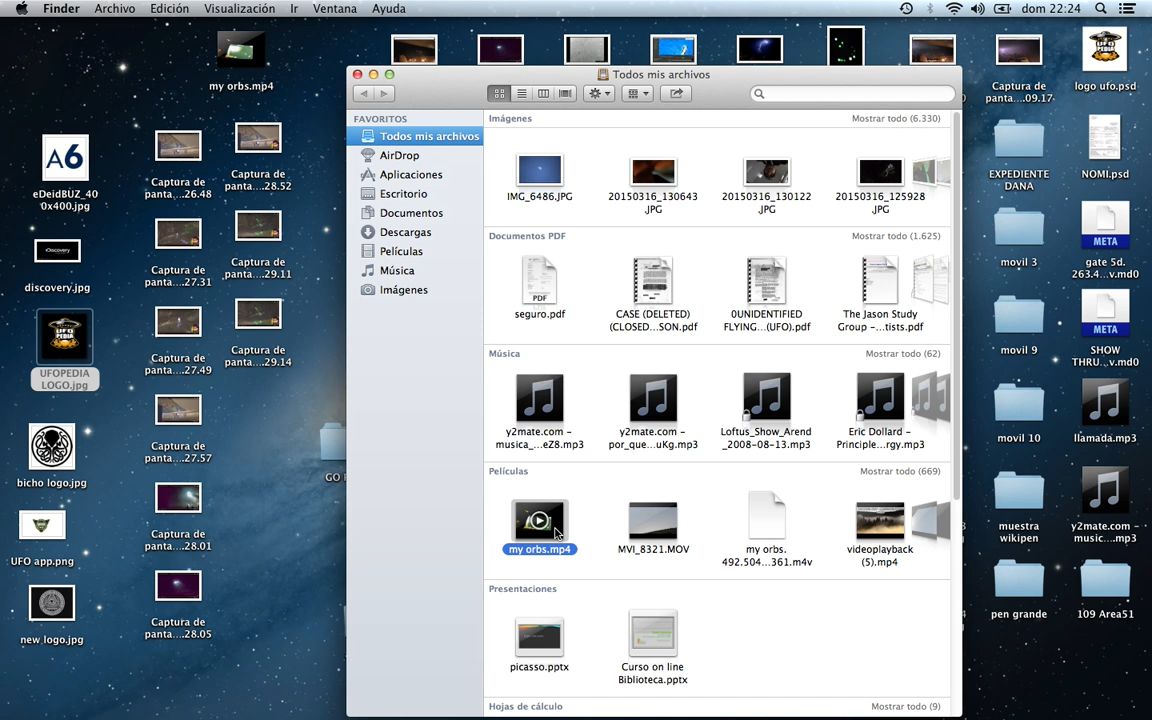 Finder Archivo Edición Visualización Ir Ventana Ayuda dom 22:24
my orbs.mp4
A6
eDeidBUZ_40
0x400.jpg
discovery.jpg
UFOPEDIA
LOGO.jpg
bicho logo.jpg
UFO app.png
new logo.jpg
Captura de
panta....26.48
Captura de
panta....27.31
Captura de
panta....27.49
Captura de
panta....27.57
Captura de
panta....28.01
Captura de
panta....28.05
Captura de
panta....28.52
Captura de
panta....29.11
Captura de
panta....29.14
Todos mis archivos
FAVORITOS
Todos mis archivos
AirDrop
Aplicaciones
Escritorio
Documentos
Descargas
Películas
Música
Imágenes
Imágenes Mostrar todo (6.330)
IMG_6486.JPG
20150316_130643
.JPG
20150316_130122
.JPG
20150316_125928
.JPG
Documentos PDF Mostrar todo (1.625)
PDF
seguro.pdf
CASE (DELETED)
(CLOSED...SON.pdf
0UNIDENTIFIED
FLYING...(UFO).pdf
The Jason Study
Group -...tists.pdf
Música Mostrar todo (62)
y2mate.com -
musica_...eZ8.mp3
y2mate.com -
por_que...uKg.mp3
Loftus_Show_Arend
_2008-08-13.mp3
Eric Dollard -
Principle...rgy.mp3
Películas Mostrar todo (669)
my orbs.mp4
MVI_8321.MOV
my orbs.
492.504...361.m4v
videoplayback
(5).mp4
Presentaciones
picasso.pptx
Curso on line
Biblioteca.pptx
Hojas de cálculo Mostrar todo (9)
Captura de
panta....09.17
EXPEDIENTE
DANA
movil 3
movil 9
movil 10
muestra
wikipen
pen grande
UFO
PEDIA
logo ufo.psd
NOMI.psd
META
gate 5d.
263.4...v.md0
META
SHOW
THRU...v.md0
llamada.mp3
y2mate.com -
music...mp3
109 Area51